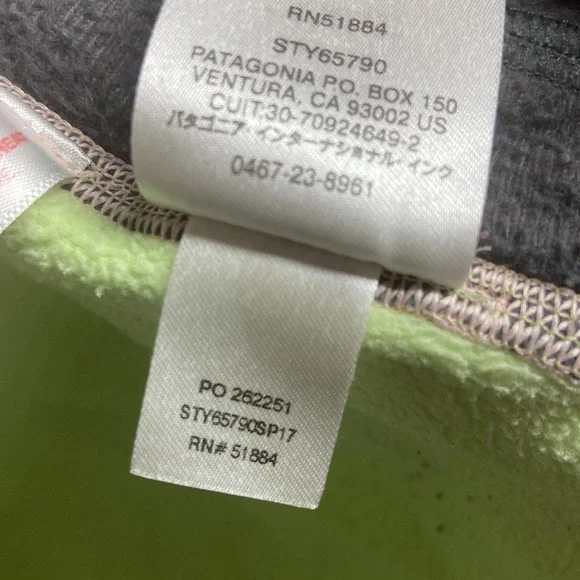 RN51884
STY65790
PATAGONIA PO. BOX 150
VENTURA, CA 93002 US
CUIT:30-70924649-2
パタゴニア・インターナショナル・インク
0467-23-8961
PO 262251
STY65790SP17
RN# 51884